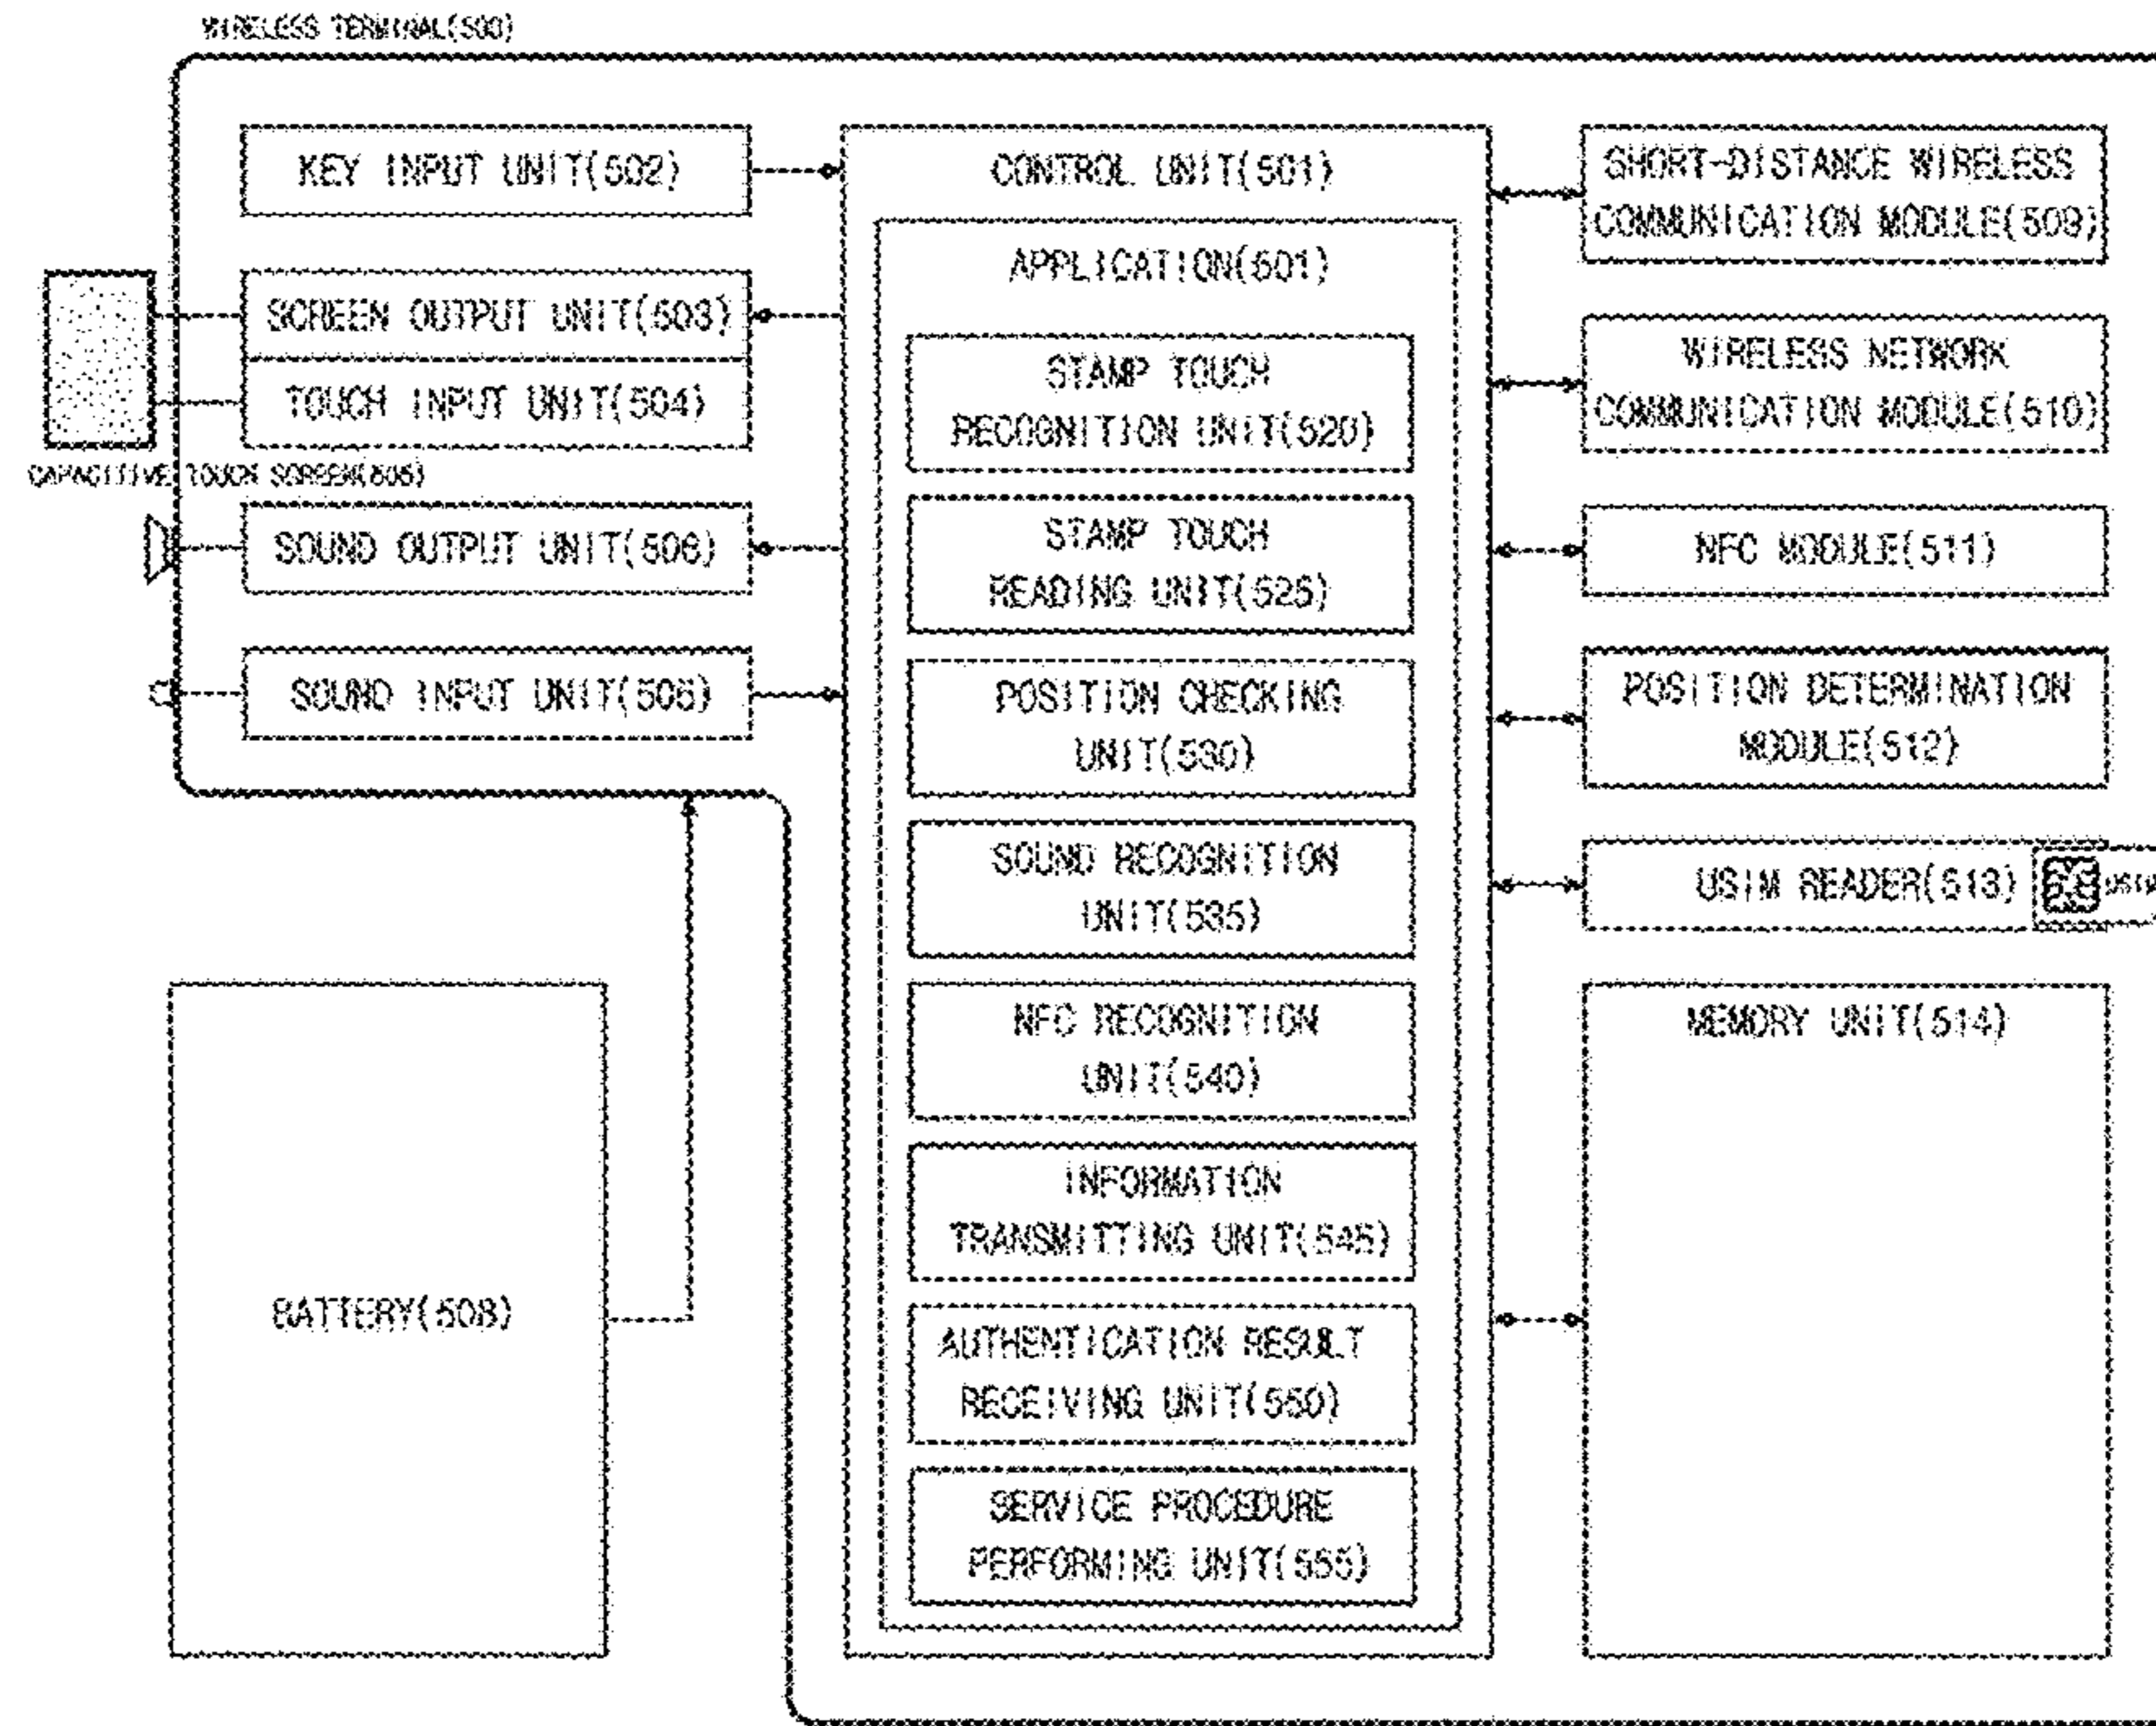 WIRELESS TERMINAL(500)
KEY INPUT UNIT(502)
SCREEN OUTPUT UNIT(503)
TOUCH INPUT UNIT(504)
CAPACITIVE TOUCH SCREEN(505)
SOUND OUTPUT UNIT(506)
SOUND INPUT UNIT(506)
BATTERY(508)
CONTROL UNIT(501)
APPLICATION(501)
STAMP TOUCH
RECOGNITION UNIT(520)
STAMP TOUCH
READING UNIT(525)
POSITION CHECKING
UNIT(530)
SOUND RECOGNITION
UNIT(535)
NFC RECOGNITION
UNIT(540)
INFORMATION
TRANSMITTING UNIT(545)
AUTHENTICATION RESULT
RECEIVING UNIT(550)
SERVICE PROCEDURE
PERFORMING UNIT(555)
SHORT-DISTANCE WIRELESS
COMMUNICATION MODULE(509)
WIRELESS NETWORK
COMMUNICATION MODULE(510)
NFC MODULE(511)
POSITION DETERMINATION
MODULE(512)
USIM READER(513)
MEMORY UNIT(514)